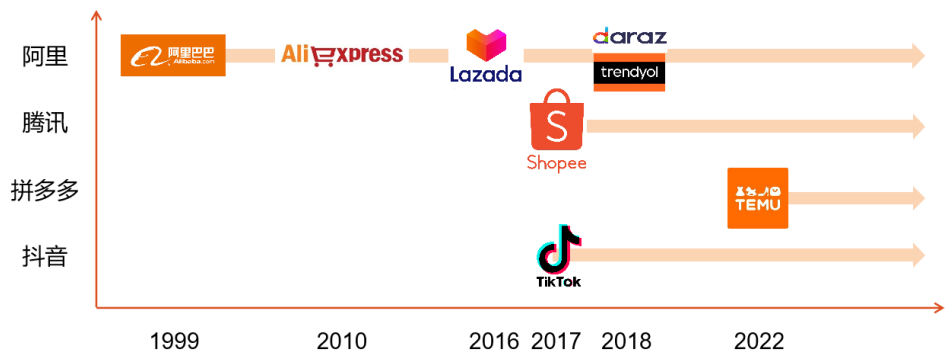 阿里
阿里巴巴
Alibaba.com
AliExpress
Lazada
daraz
trendyol
腾讯
S
Shopee
拼多多
TEMU
抖音
TikTok
1999 2010 2016 2017 2018 2022